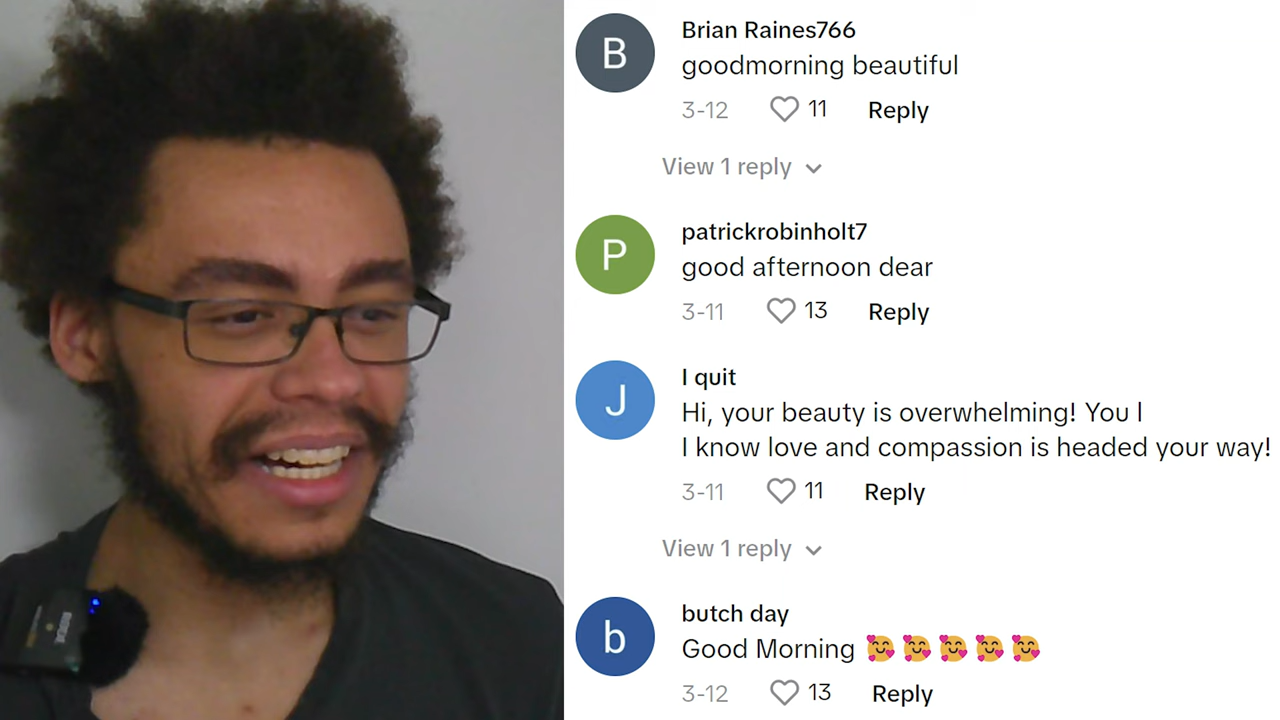 B
Brian Raines766
goodmorning beautiful
3-12 11 Reply
View 1 reply
P
patrickrobinholt7
good afternoon dear
3-11 13 Reply
J
I quit
Hi, your beauty is overwhelming! You I
I know love and compassion is headed your way!
3-11 11 Reply
View 1 reply
b
butch day
Good Morning 🥰🥰🥰🥰🥰
3-12 13 Reply